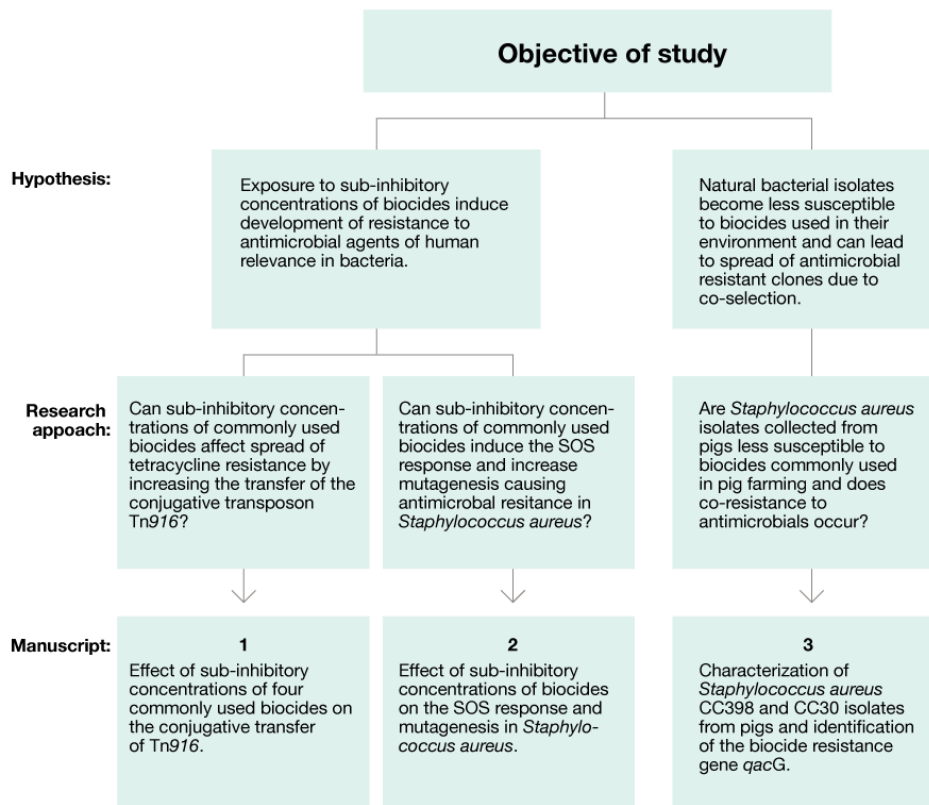 Objective of study
Hypothesis:
Exposure to sub-inhibitory
concentrations of biocides induce
development of resistance to
antimicrobial agents of human
relevance in bacteria.
Natural bacterial isolates
become less susceptible
to biocides used in their
environment and can lead
to spread of antimicrobial
resistant clones due to
co-selection.
Research
appoach:
Can sub-inhibitory concen-
trations of commonly used
biocides affect spread of
tetracycline resistance by
increasing the transfer of the
conjugative transposon
Tn916?
Can sub-inhibitory concen-
trations of commonly used
biocides induce the SOS
response and increase
mutagenesis causing
antimicrobal resitance in
Staphylococcus aureus?
Are Staphylococcus aureus
isolates collected from
pigs less susceptible to
biocides commonly used
in pig farming and does
co-resistance to
antimicrobials occur?
Manuscript:
1
Effect of sub-inhibitory
concentrations of four
commonly used biocides on
the conjugative transfer
of Tn916.
2
Effect of sub-inhibitory
concentrations of biocides
on the SOS response and
mutagenesis in Staphylo-
coccus aureus.
3
Characterization of
Staphylococcus aureus
CC398 and CC30 isolates
from pigs and identification
of the biocide resistance
gene qacG.